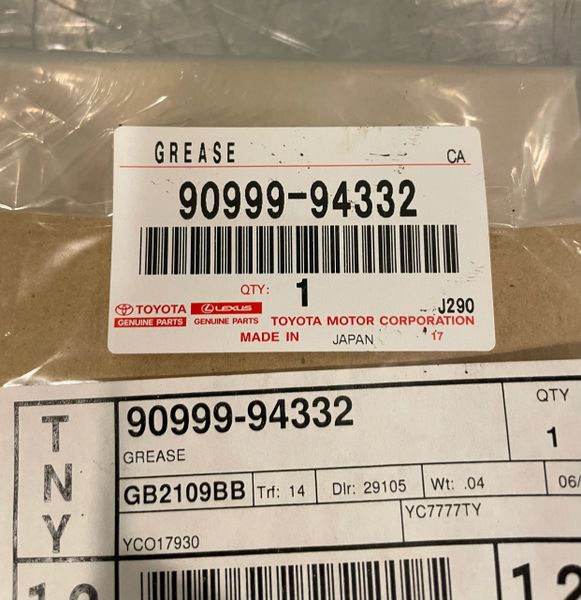 GREASE CA
90999-94332
QTY: 1
J290
TOYOTA LEXUS
GENUINE PARTS GENUINE PARTS TOYOTA MOTOR CORPORATION
MADE IN JAPAN '17
TNY
90999-94332 QTY
GREASE 1
GB2109BB Trf: 14 Dlr: 29105 Wt: .04 06/
YC7777TY
YCO17930